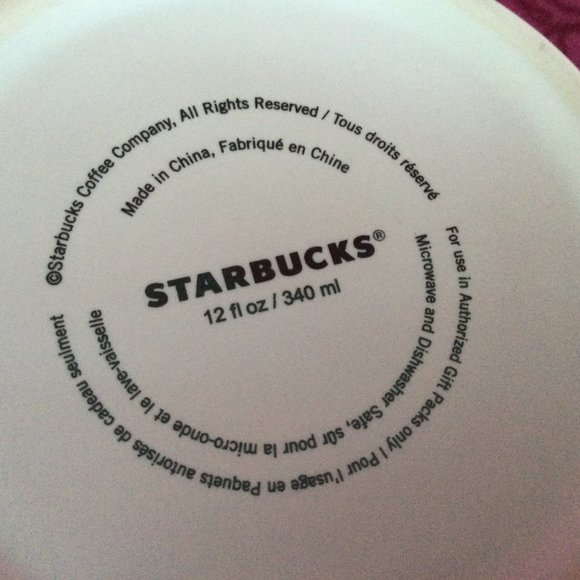 ©Starbucks Coffee Company, All Rights Reserved / Tous droits réservé
Made in China, Fabriqué en Chine
STARBUCKS®
12 fl oz / 340 ml
Microwave and Dishwasher Safe, sûr pour la micro-onde et le lave-vaisselle
For use in Authorized Gift Packs only | Pour l'usage en Paquets autorisés de cadeau seulment